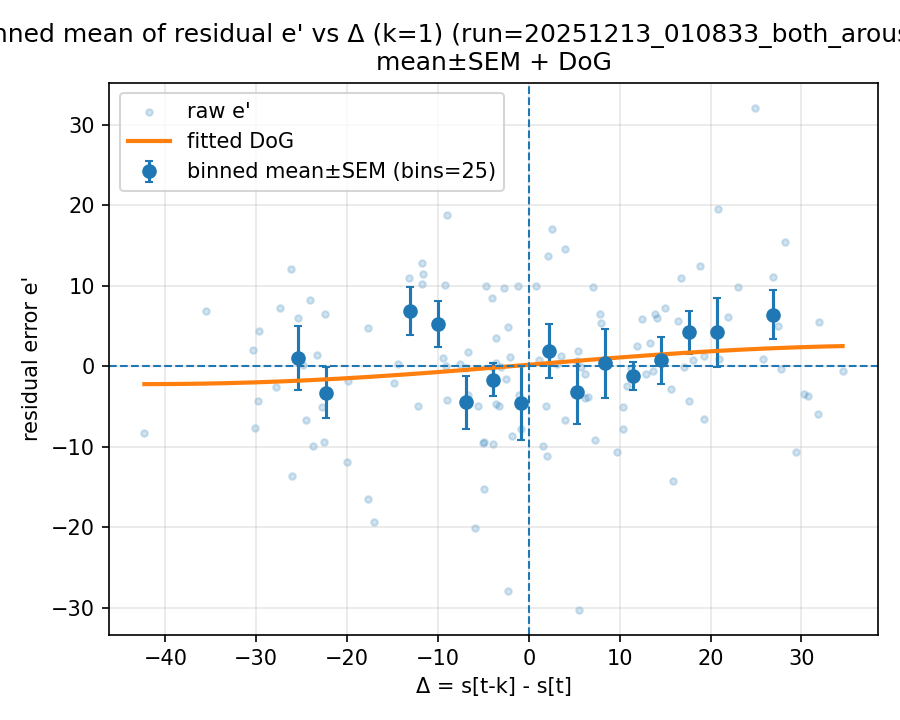 nned mean of residual e' vs Δ (k=1) (run=20251213_010833_both_arous
mean±SEM + DoG
raw e'
fitted DoG
binned mean±SEM (bins=25)
residual error e'
30
20
10
0
−10
−20
−30
−40 −30 −20 −10 0 10 20 30
Δ = s[t-k] - s[t]